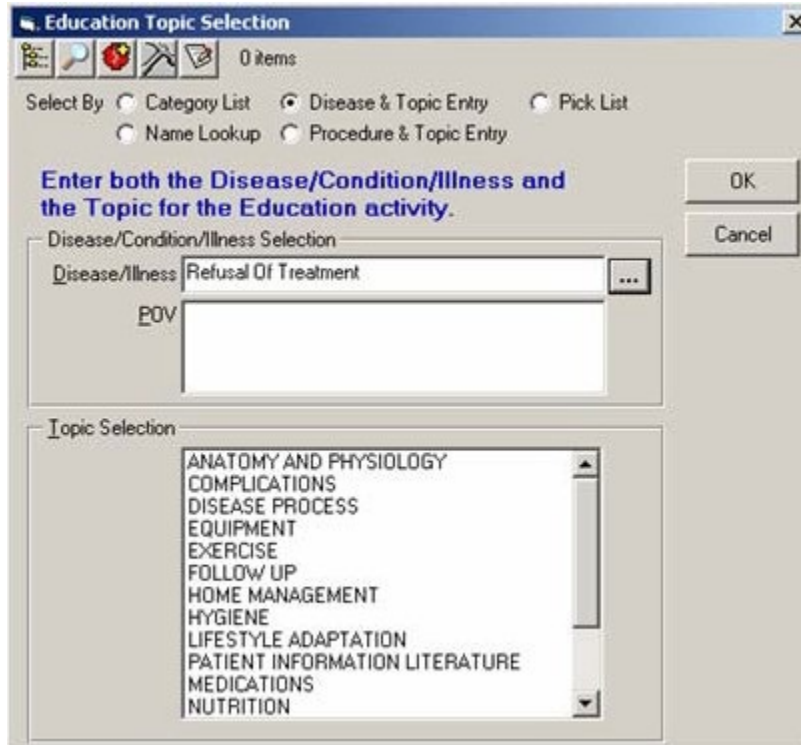 Education Topic Selection
0 items
Select By Category List Disease & Topic Entry Pick List
Name Lookup Procedure & Topic Entry
Enter both the Disease/Condition/Illness and
the Topic for the Education activity.
OK
Cancel
Disease/Condition/Illness Selection
Disease/Illness Refusal Of Treatment ...
POV
Topic Selection
ANATOMY AND PHYSIOLOGY
COMPLICATIONS
DISEASE PROCESS
EQUIPMENT
EXERCISE
FOLLOW UP
HOME MANAGEMENT
HYGIENE
LIFESTYLE ADAPTATION
PATIENT INFORMATION LITERATURE
MEDICATIONS
NUTRITION